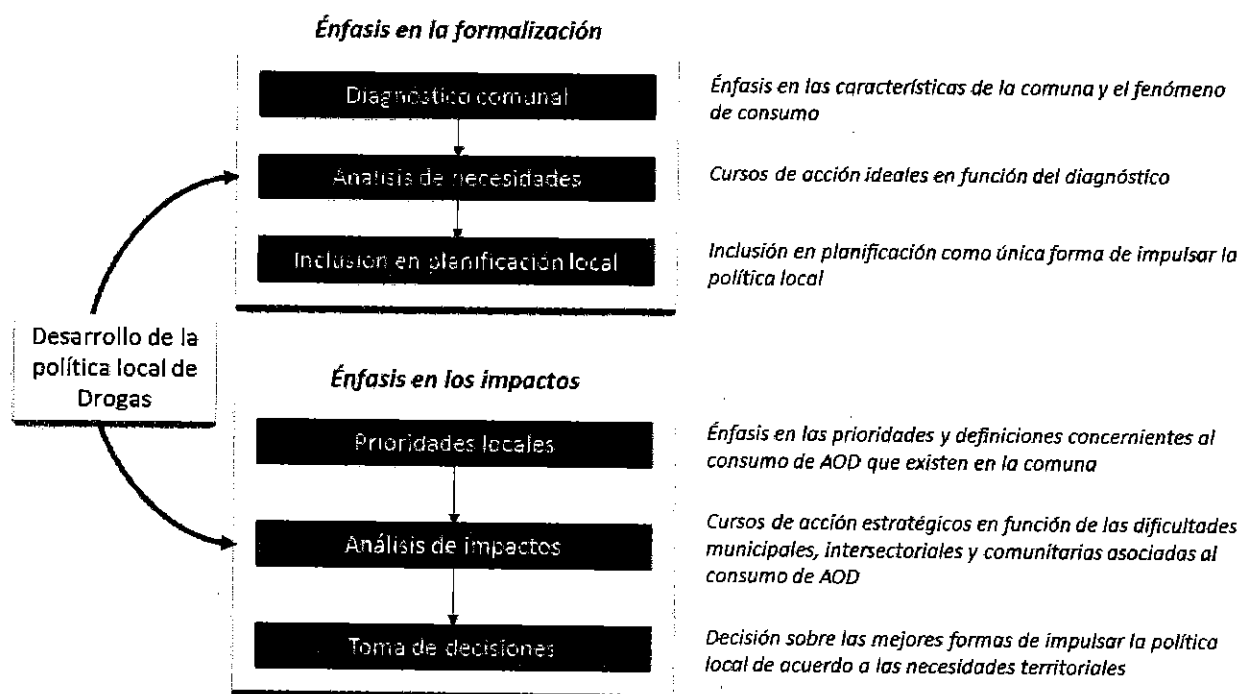 Énfasis en la formalización
Diagnóstico comunal
Énfasis en las características de la comuna y el fenómeno
de consumo
Análisis de necesidades
Cursos de acción ideales en función del diagnóstico
Inclusión en planificación local
Inclusión en planificación como única forma de impulsar la
política local
Desarrollo de la
política local de
Drogas
Énfasis en los impactos
Prioridades locales
Énfasis en las prioridades y definiciones concernientes al
consumo de AOD que existen en la comuna
Análisis de impactos
Cursos de acción estratégicos en función de las dificultades
municipales, intersectoriales y comunitarias asociadas al
consumo de AOD
Toma de decisiones
Decisión sobre las mejores formas de impulsar la política
local de acuerdo a las necesidades territoriales